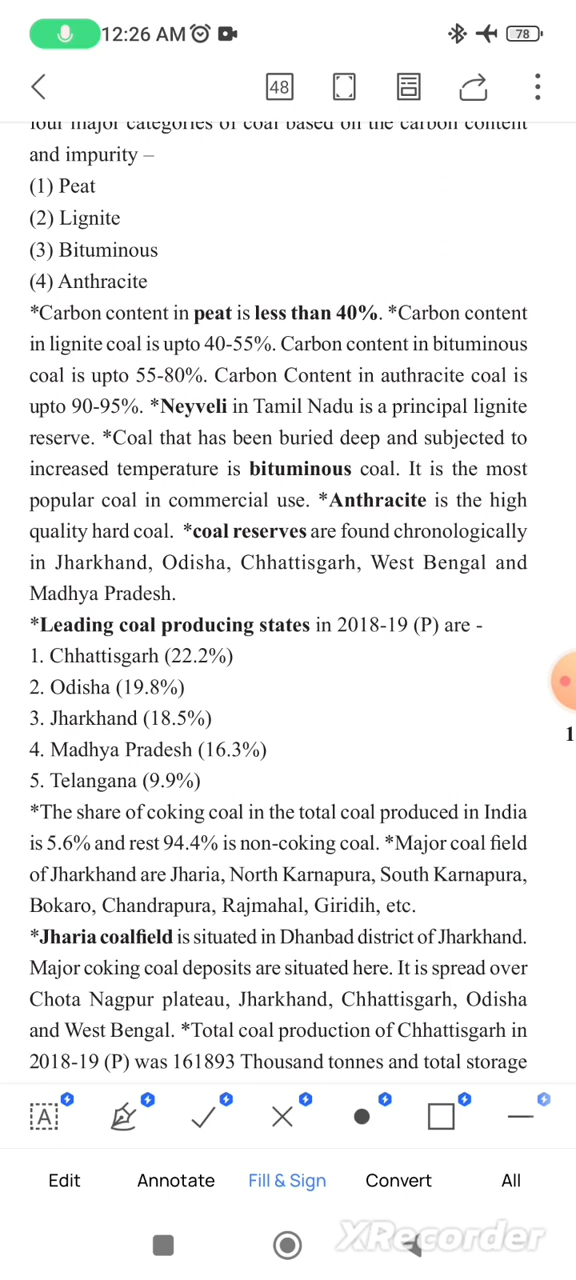 12:26 AM
78
48
four major categories of coal based on the carbon content
and impurity –
(1) Peat
(2) Lignite
(3) Bituminous
(4) Anthracite
*Carbon content in peat is less than 40%. *Carbon content
in lignite coal is upto 40-55%. Carbon content in bituminous
coal is upto 55-80%. Carbon Content in authracite coal is
upto 90-95%. *Neyveli in Tamil Nadu is a principal lignite
reserve. *Coal that has been buried deep and subjected to
increased temperature is bituminous coal. It is the most
popular coal in commercial use. *Anthracite is the high
quality hard coal. *coal reserves are found chronologically
in Jharkhand, Odisha, Chhattisgarh, West Bengal and
Madhya Pradesh.
*Leading coal producing states in 2018-19 (P) are -
1. Chhattisgarh (22.2%)
2. Odisha (19.8%)
3. Jharkhand (18.5%)
1
4. Madhya Pradesh (16.3%)
5. Telangana (9.9%)
*The share of coking coal in the total coal produced in India
is 5.6% and rest 94.4% is non-coking coal. *Major coal field
of Jharkhand are Jharia, North Karnapura, South Karnapura,
Bokaro, Chandrapura, Rajmahal, Giridih, etc.
*Jharia coalfield is situated in Dhanbad district of Jharkhand.
Major coking coal deposits are situated here. It is spread over
Chota Nagpur plateau, Jharkhand, Chhattisgarh, Odisha
and West Bengal. *Total coal production of Chhattisgarh in
2018-19 (P) was 161893 Thousand tonnes and total storage
A
Edit Annotate Fill & Sign Convert All
XRecorder